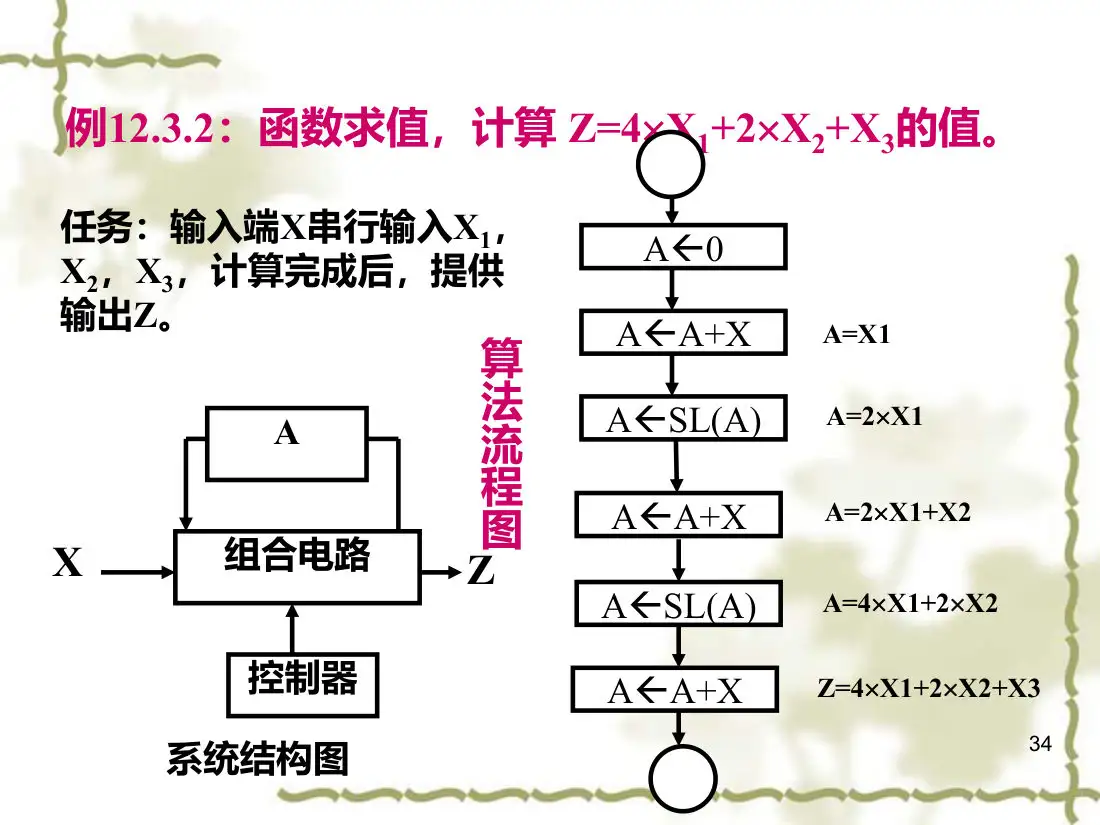 例12.3.2：函数求值，计算 Z=4×X1+2×X2+X3的值。
任务：输入端X串行输入X1，
X2，X3，计算完成后，提供
输出Z。
A
X
组合电路
Z
控制器
系统结构图
算法流程图
A←0
A←A+X
A=X1
A←SL(A)
A=2×X1
A←A+X
A=2×X1+X2
A←SL(A)
A=4×X1+2×X2
A←A+X
Z=4×X1+2×X2+X3
34